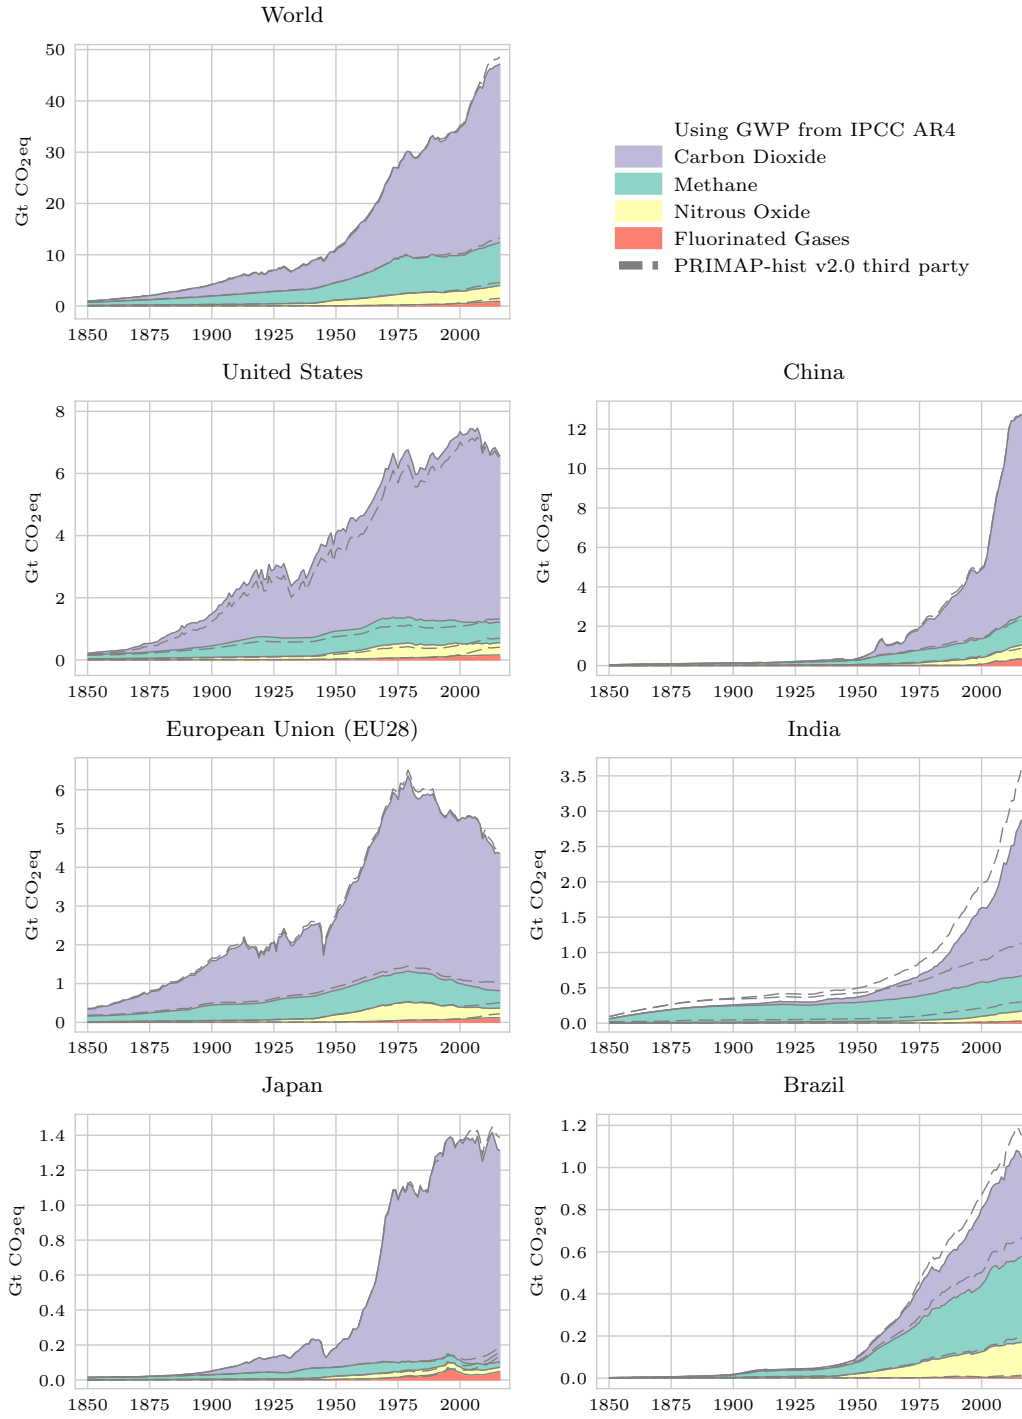 World
Gt CO2eq
50
40
30
20
10
0
1850 1875 1900 1925 1950 1975 2000
Using GWP from IPCC AR4
Carbon Dioxide
Methane
Nitrous Oxide
Fluorinated Gases
PRIMAP-hist v2.0 third party
United States
Gt CO2eq
8
6
4
2
0
1850 1875 1900 1925 1950 1975 2000
China
Gt CO2eq
12
10
8
6
4
2
0
1850 1875 1900 1925 1950 1975 2000
European Union (EU28)
Gt CO2eq
6
5
4
3
2
1
0
1850 1875 1900 1925 1950 1975 2000
India
Gt CO2eq
3.5
3.0
2.5
2.0
1.5
1.0
0.5
0.0
1850 1875 1900 1925 1950 1975 2000
Japan
Gt CO2eq
1.4
1.2
1.0
0.8
0.6
0.4
0.2
0.0
1850 1875 1900 1925 1950 1975 2000
Brazil
Gt CO2eq
1.2
1.0
0.8
0.6
0.4
0.2
0.0
1850 1875 1900 1925 1950 1975 2000